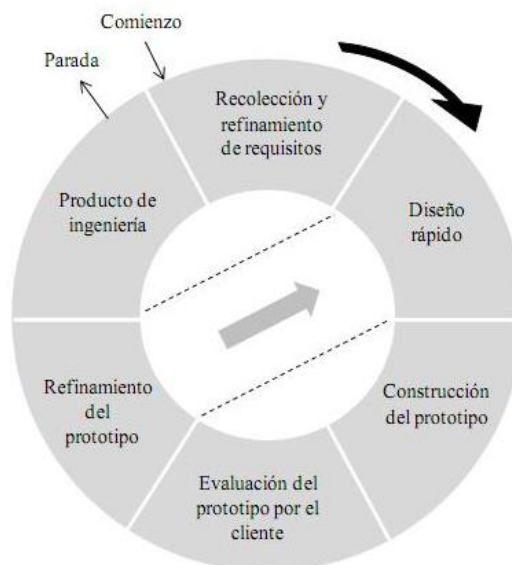 Comienzo
Parada
Recolección y
refinamiento
de requisitos
Diseño
rápido
Construcción
del prototipo
Evaluación del
prototipo por el
cliente
Refinamiento
del
prototipo
Producto de
ingeniería